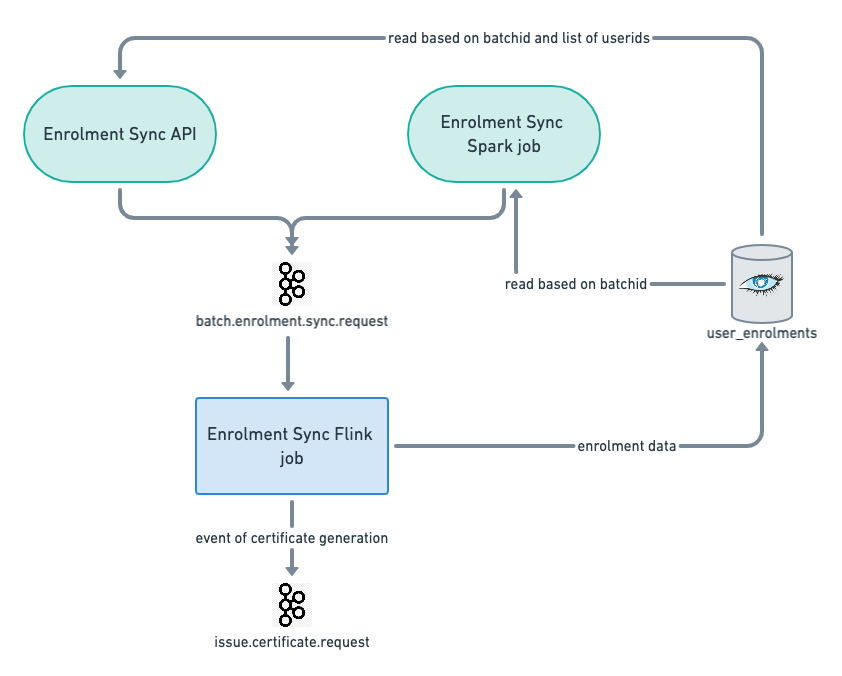 read based on batchid and list of userids
Enrolment Sync API
Enrolment Sync
Spark job
read based on batchid
batch.enrolment.sync.request
user_enrolments
Enrolment Sync Flink
job
enrolment data
event of certificate generation
issue.certificate.request